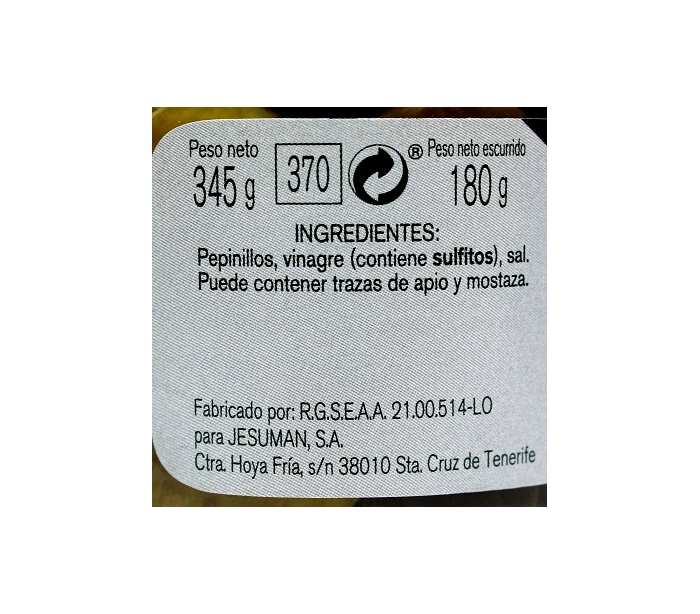 Peso neto 370 ® Peso neto escurrido
345 g 180 g
INGREDIENTES:
Pepinillos, vinagre (contiene sulfitos), sal.
Puede contener trazas de apio y mostaza.
Fabricado por: R.G.S.E.A.A. 21.00.514-LO
para JESUMAN, S.A.
Ctra. Hoya Fría, s/n 38010 Sta. Cruz de Tenerife